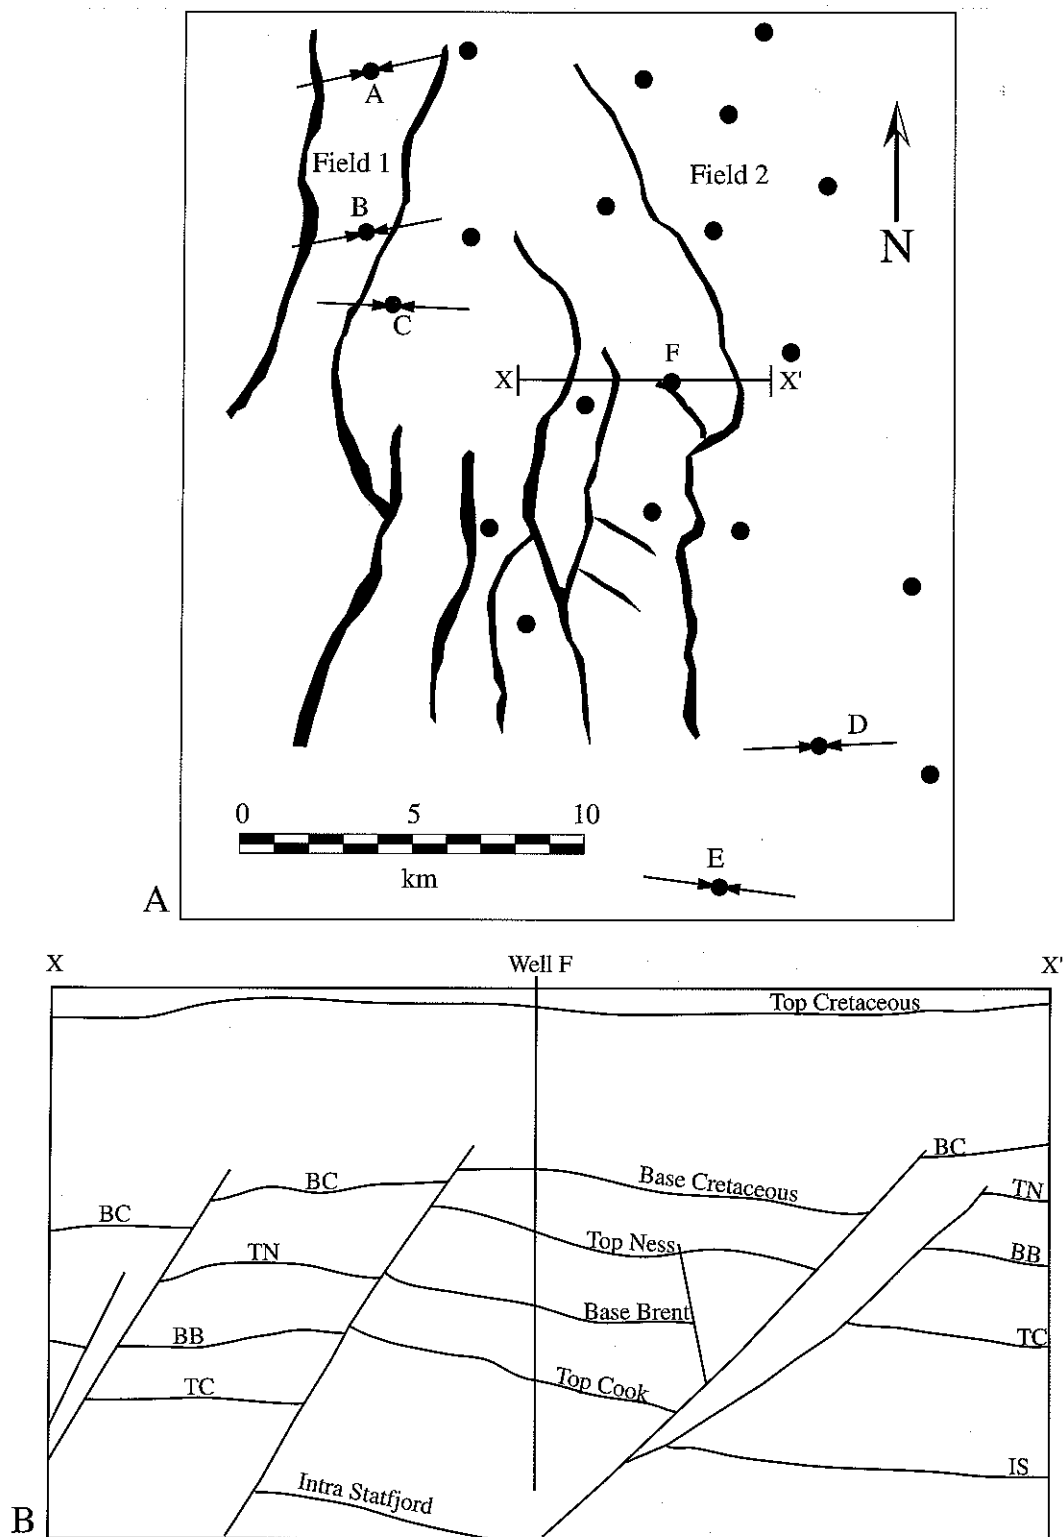 A
Field 1
Field 2
B
N
C
F
X
X'
D
0 5 10
km
E
A
X
Well F
X'
Top Cretaceous
BC
BC
Base Cretaceous
TN
BC
TN
Top Ness
BB
Base Brent
BB
TC
TC
Top Cook
IS
Intra Statfjord
B